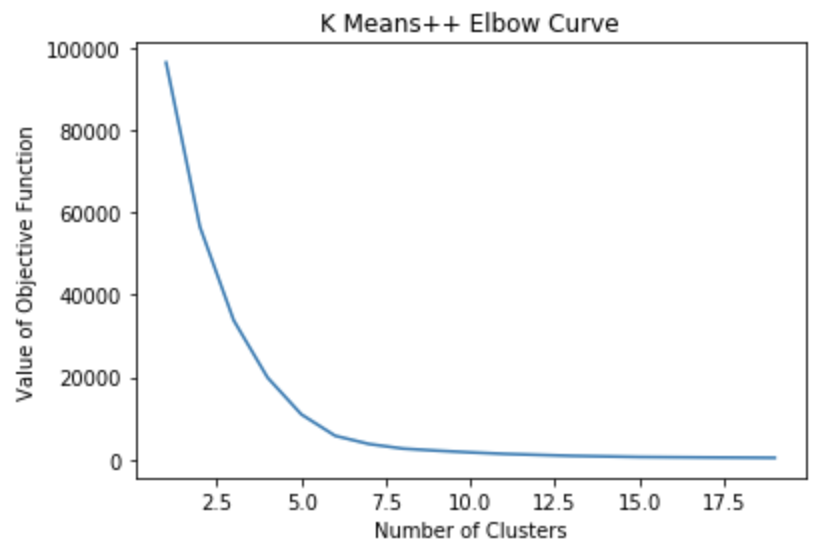 K Means++ Elbow Curve
100000
80000
60000
40000
20000
0
Value of Objective Function
2.5 5.0 7.5 10.0 12.5 15.0 17.5
Number of Clusters